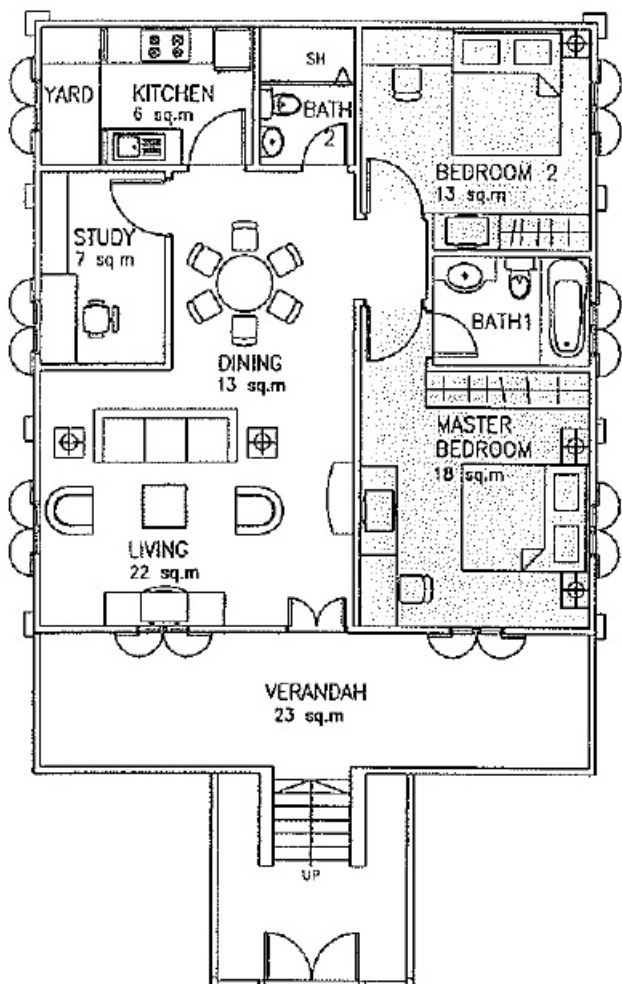 YARD
KITCHEN
6 sq.m
SH
BATH
2
BEDROOM 2
13 sq.m
STUDY
7 sq m
BATH1
DINING
13 sq.m
MASTER
BEDROOM
18 sq.m
LIVING
22 sq.m
VERANDAH
23 sq.m
UP